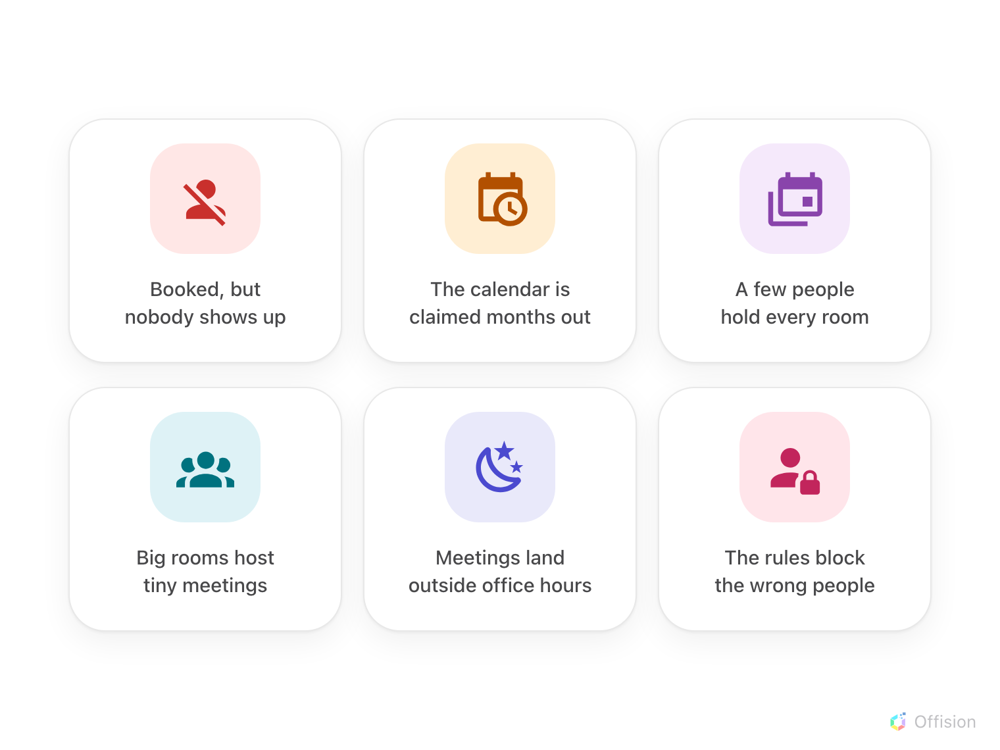 Booked, but
nobody shows up
The calendar is
claimed months out
A few people
hold every room
Big rooms host
tiny meetings
Meetings land
outside office hours
The rules block
the wrong people
Offision